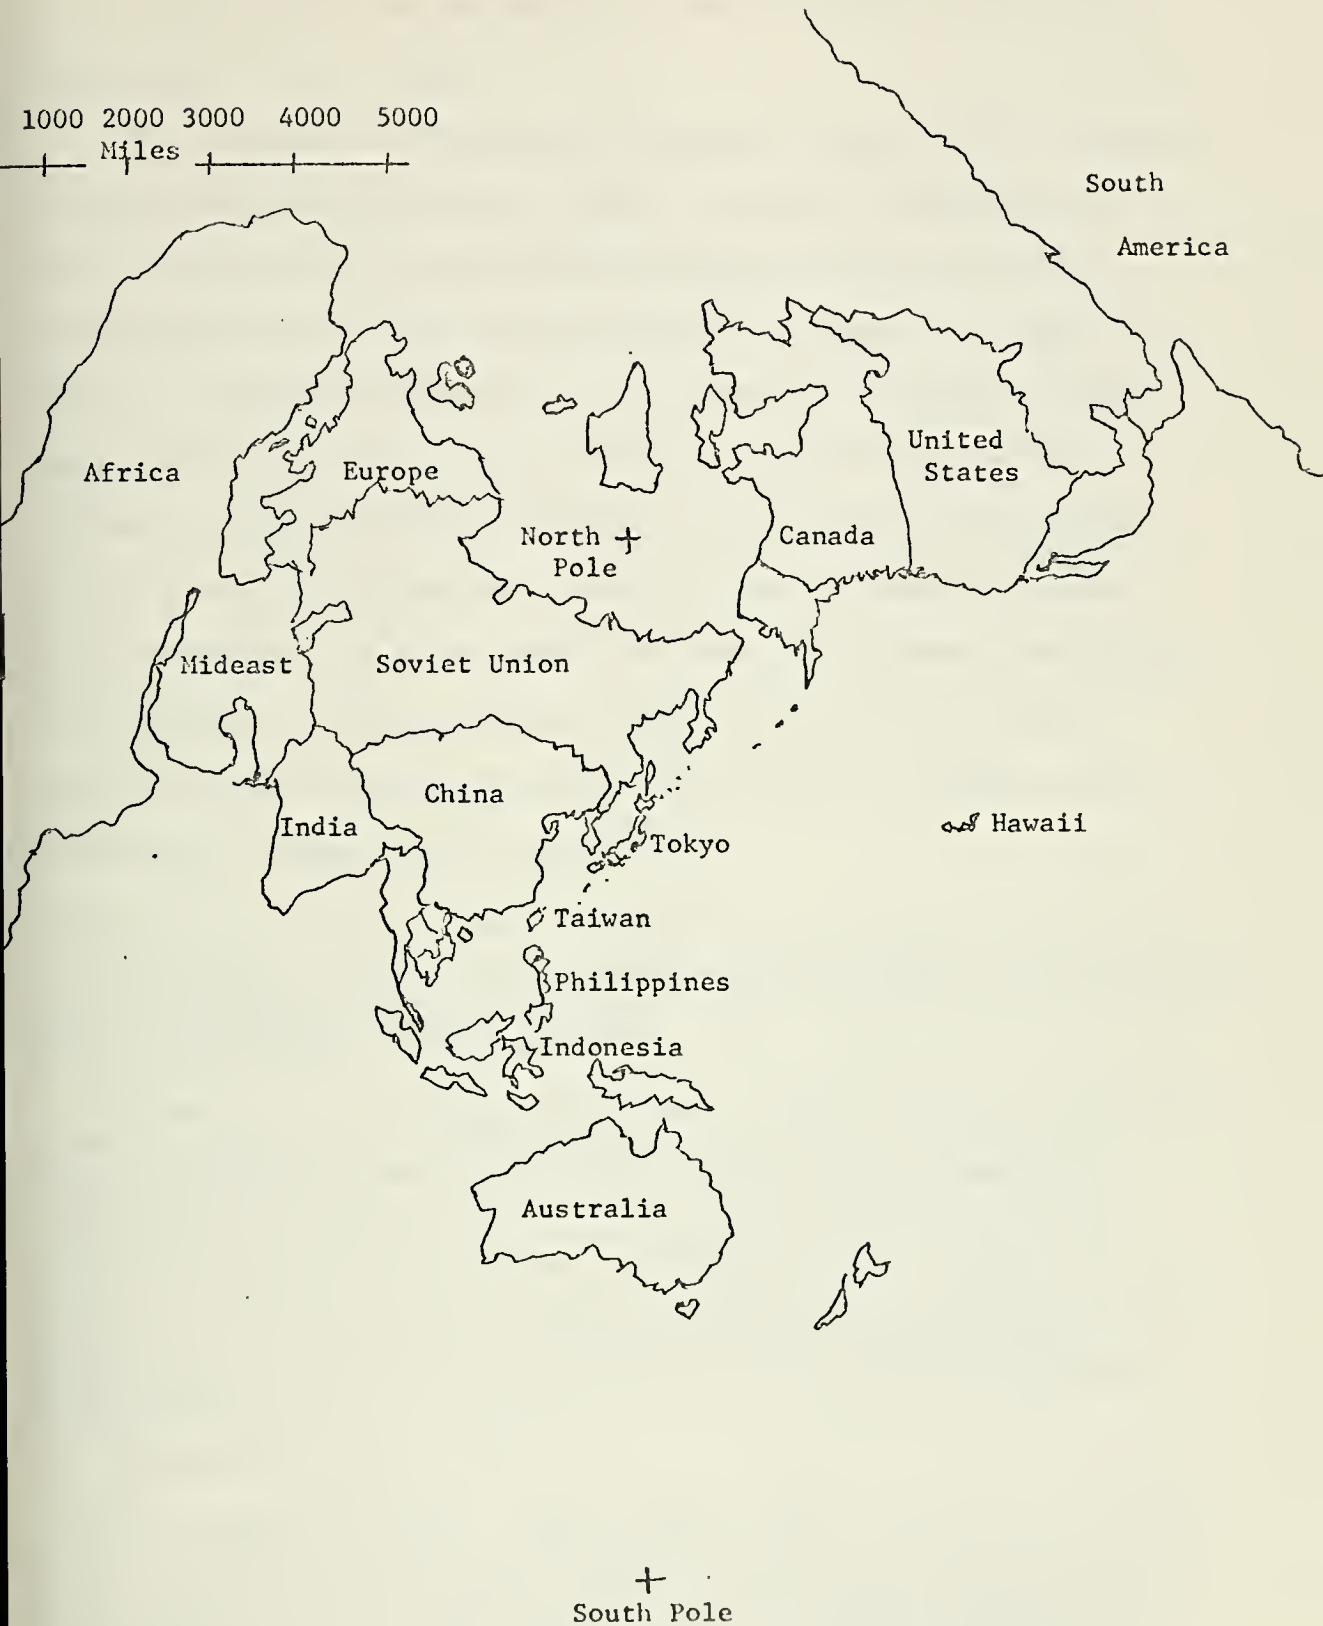 1000 2000 3000 4000 5000
Miles
South
America
Africa
Europe
United
States
North
Pole
Canada
Mideast
Soviet Union
China
India
Hawaii
Tokyo
Taiwan
Philippines
Indonesia
Australia
South Pole